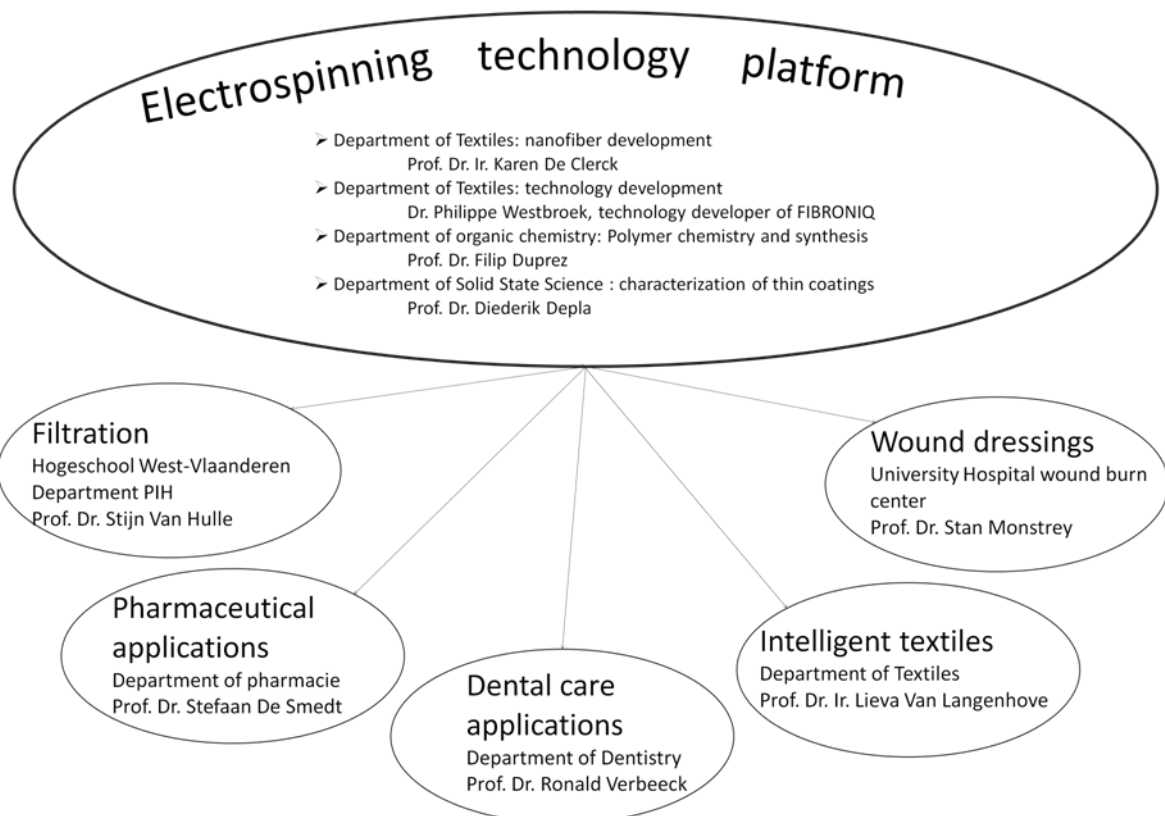 Electrospinning technology platform
➢ Department of Textiles: nanofiber development
Prof. Dr. Ir. Karen De Clerck
➢ Department of Textiles: technology development
Dr. Philippe Westbroek, technology developer of FIBRONIQ
➢ Department of organic chemistry: Polymer chemistry and synthesis
Prof. Dr. Filip Duprez
➢ Department of Solid State Science : characterization of thin coatings
Prof. Dr. Diederik Depla
Filtration
Hogeschool West-Vlaanderen
Department PIH
Prof. Dr. Stijn Van Hulle
Wound dressings
University Hospital wound burn
center
Prof. Dr. Stan Monstrey
Pharmaceutical
applications
Department of pharmacie
Prof. Dr. Stefaan De Smedt
Dental care
applications
Department of Dentistry
Prof. Dr. Ronald Verbeeck
Intelligent textiles
Department of Textiles
Prof. Dr. Ir. Lieva Van Langenhove